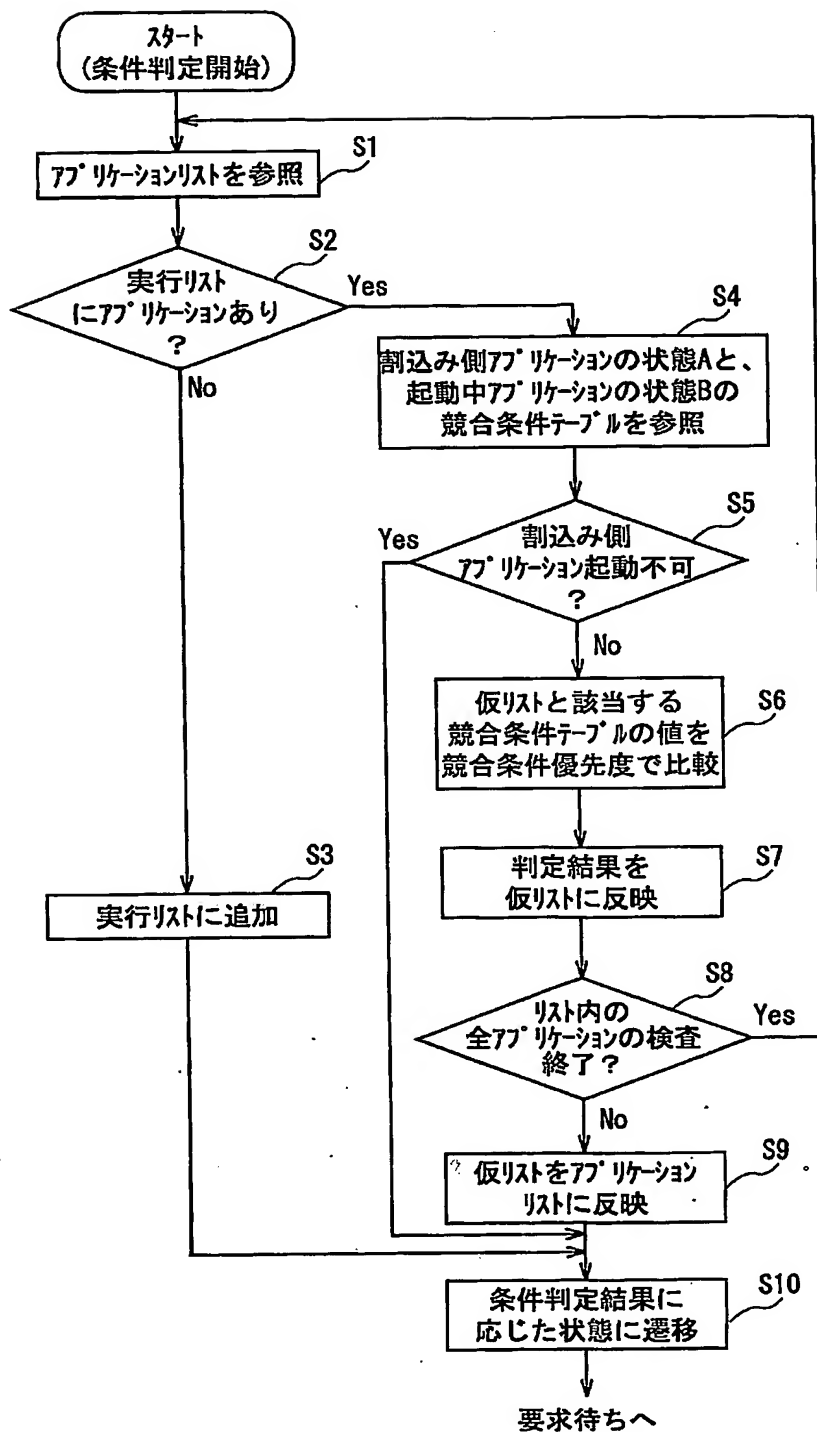 スタート
(条件判定開始)
S1
アプリケーションリストを参照
S2
実行リスト
にアプリケーションあり
?
Yes
No
S4
割込み側アプリケーションの状態Aと、
起動中アプリケーションの状態Bの
競合条件テーブルを参照
S5
割込み側
アプリケーション起動不可
?
Yes
No
S6
仮リストと該当する
競合条件テーブルの値を
競合条件優先度で比較
S7
判定結果を
仮リストに反映
S3
実行リストに追加
S8
リスト内の
全アプリケーションの検査
終了?
Yes
No
S9
仮リストをアプリケーション
リストに反映
S10
条件判定結果に
応じた状態に遷移
要求待ちへ